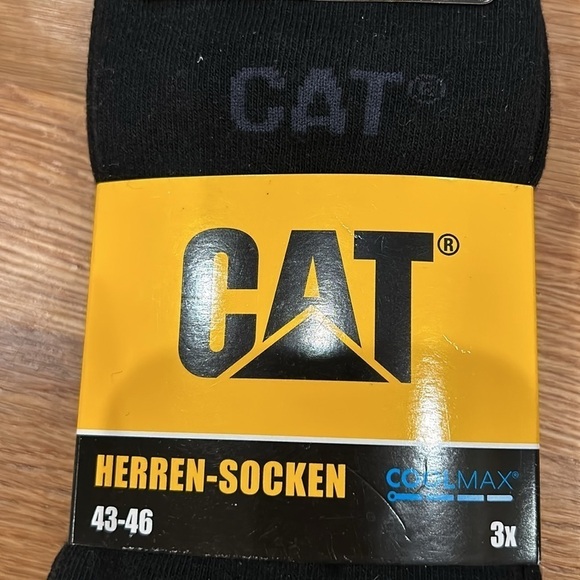 CAT®
CAT®
HERREN-SOCKEN
COOLMAX®
43-46
3x